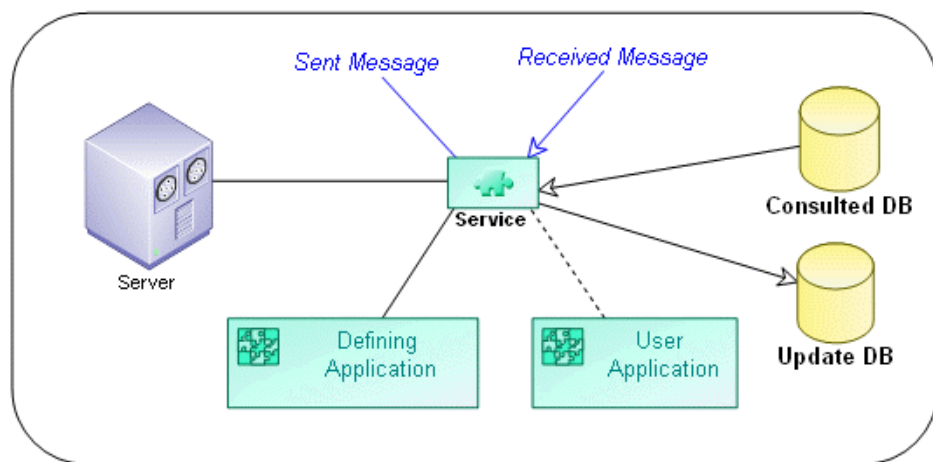 Sent Message
Received Message
Service
Consulted DB
Server
Defining
Application
User
Application
Update DB